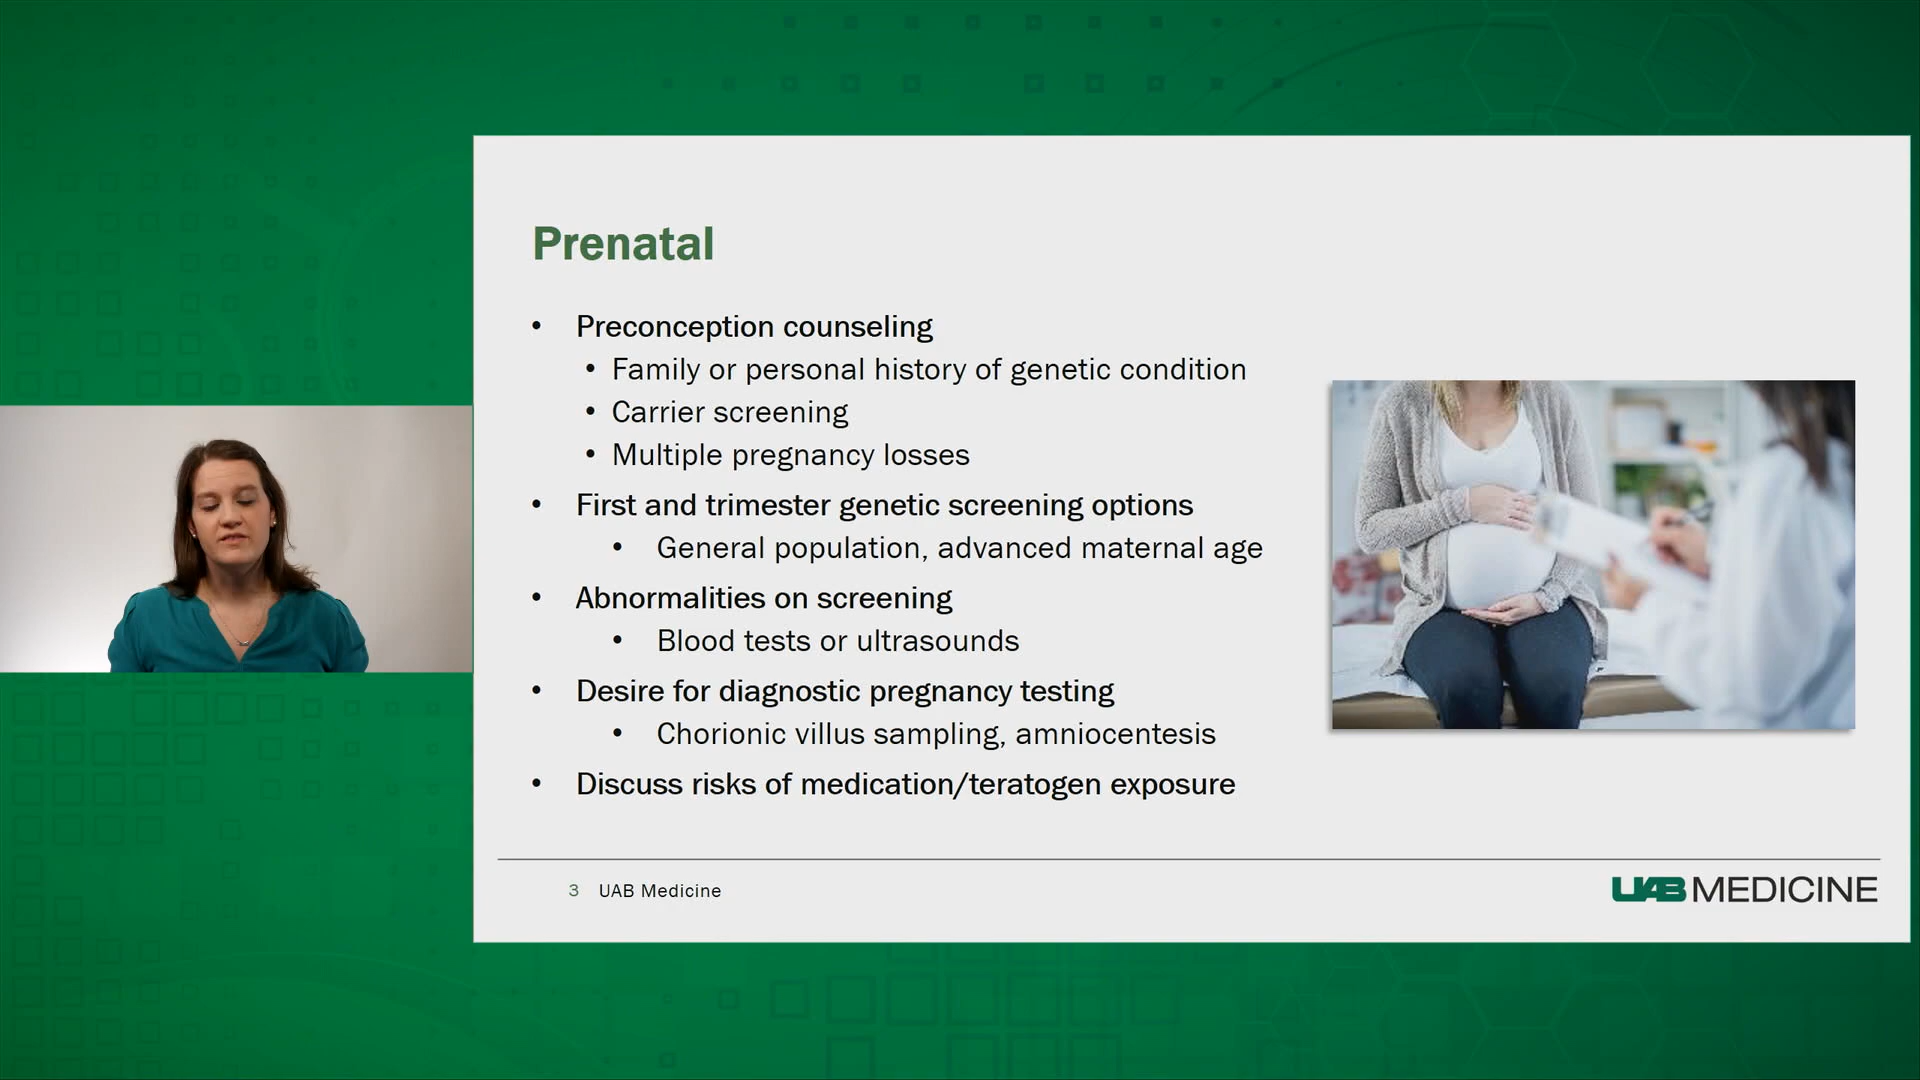 Prenatal
• Preconception counseling
• Family or personal history of genetic condition
• Carrier screening
• Multiple pregnancy losses
• First and trimester genetic screening options
• General population, advanced maternal age
• Abnormalities on screening
• Blood tests or ultrasounds
• Desire for diagnostic pregnancy testing
• Chorionic villus sampling, amniocentesis
• Discuss risks of medication/teratogen exposure
3 UAB Medicine
UAB MEDICINE